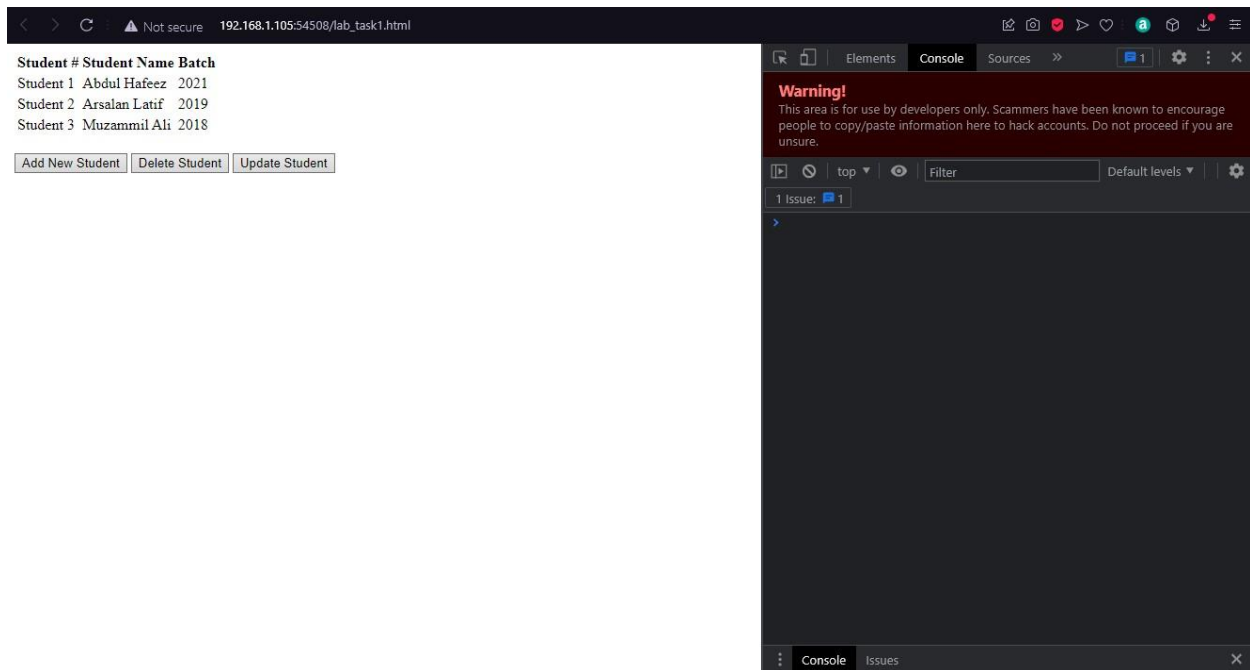 Not secure 192.168.1.105:54508/lab_task1.html
Student # Student Name Batch
Student 1 Abdul Hafeez 2021
Student 2 Arsalan Latif 2019
Student 3 Muzammil Ali 2018
Add New Student Delete Student Update Student
Elements Console Sources 1
Warning!
This area is for use by developers only. Scammers have been known to encourage
people to copy/paste information here to hack accounts. Do not proceed if you are
unsure.
top Filter Default levels
1 Issue: 1
Console Issues